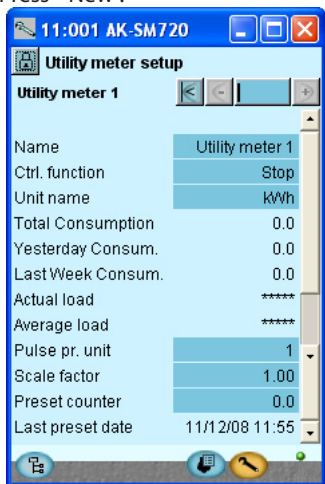 Press "New".
11:001 AK-SM720
Utility meter setup
Utility meter 1
Name Utility meter 1
Ctrl. function Stop
Unit name kWh
Total Consumption 0.0
Yesterday Consum. 0.0
Last Week Consum. 0.0
Actual load *****
Average load *****
Pulse pr. unit 1
Scale factor 1.00
Preset counter 0.0
Last preset date 11/12/08 11:55